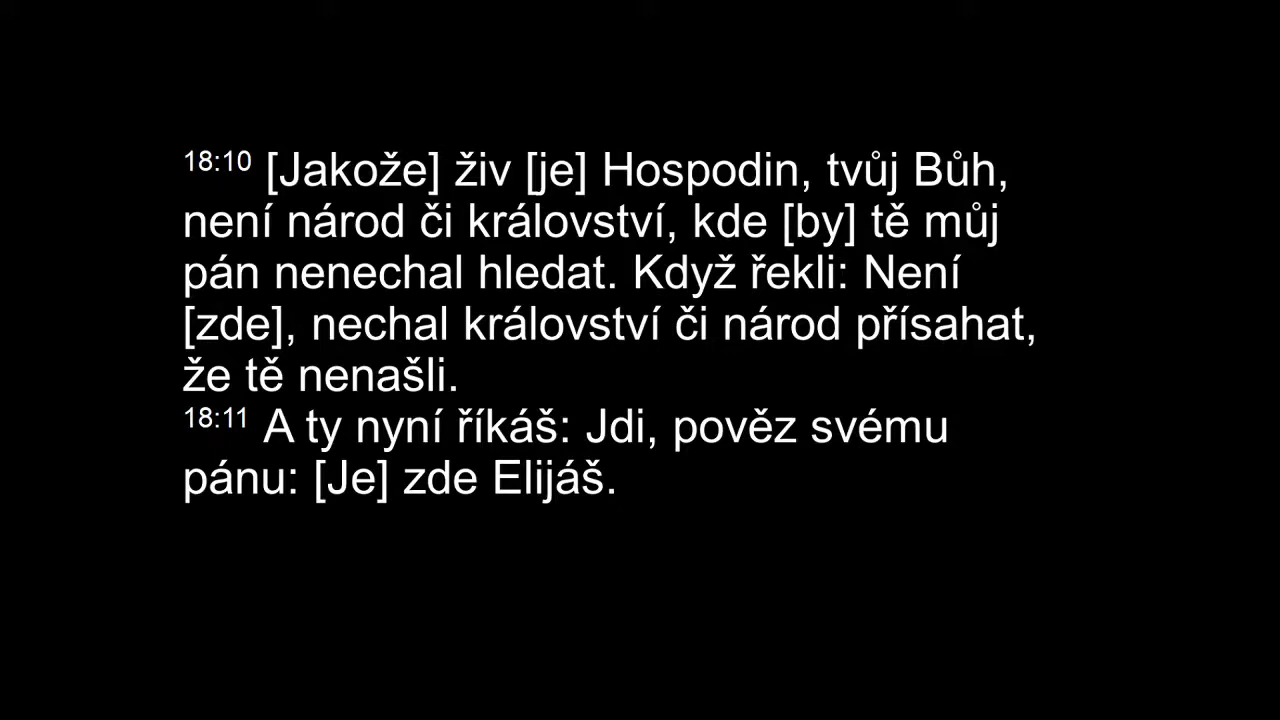 18:10 [Jakože] živ [je] Hospodin, tvůj Bůh,
není národ či království, kde [by] tě můj
pán nenechal hledat. Když řekli: Není
[zde], nechal království či národ přísahat,
že tě nenašli.
18:11 A ty nyní říkáš: Jdi, pověz svému
pánu: [Je] zde Elijáš.